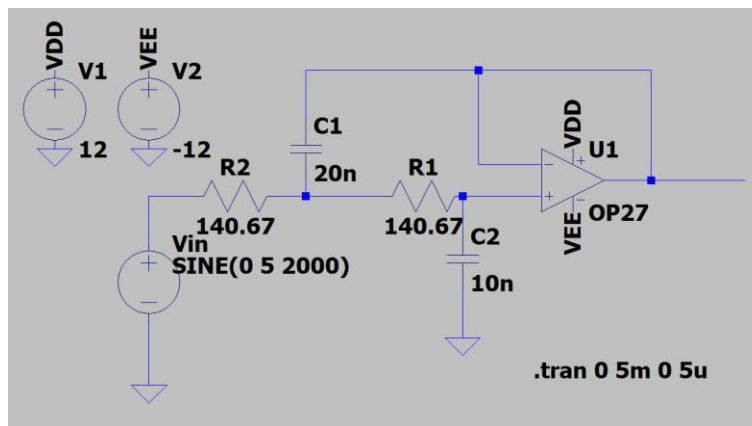 VDD
V1
12
VEE
V2
-12
C1
20n
R2
140.67
R1
140.67
Vin
SINE(0 5 2000)
C2
10n
VDD
U1
VEE
OP27
.tran 0 5m 0 5u